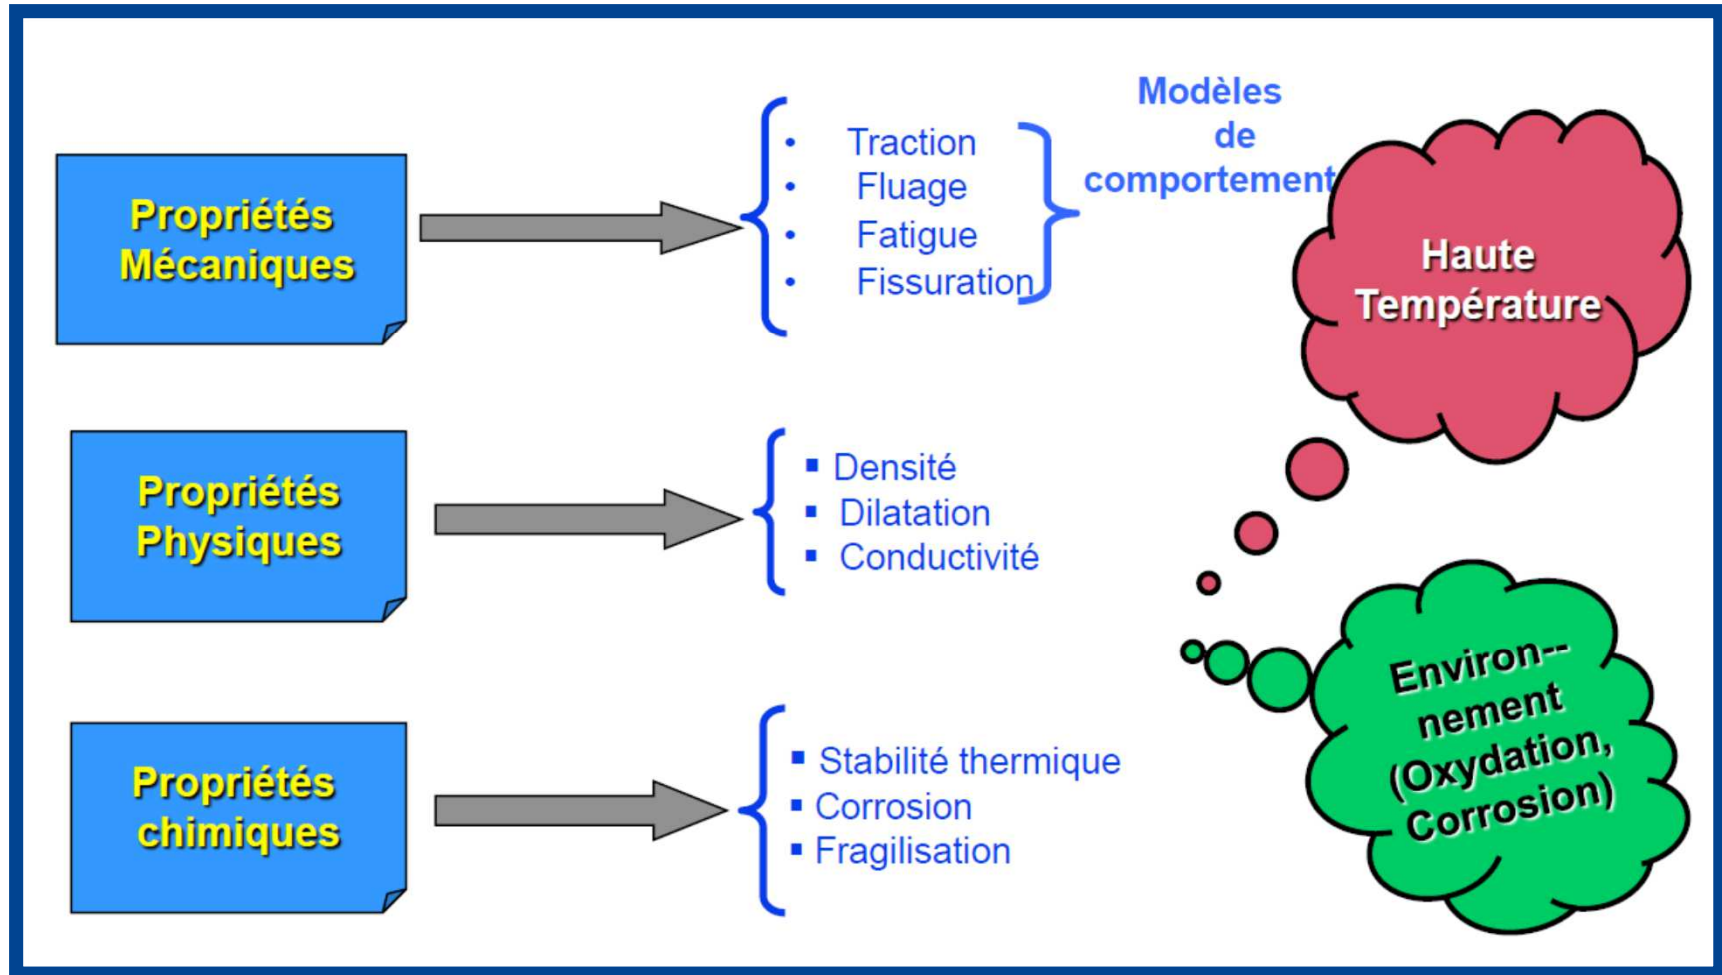 Propriétés
Mécaniques
• Traction
• Fluage
• Fatigue
• Fissuration
Modèles
de
comportement
Haute
Température
Propriétés
Physiques
▪ Densité
▪ Dilatation
▪ Conductivité
Propriétés
chimiques
▪ Stabilité thermique
▪ Corrosion
▪ Fragilisation
Environ--
nement
(Oxydation,
Corrosion)